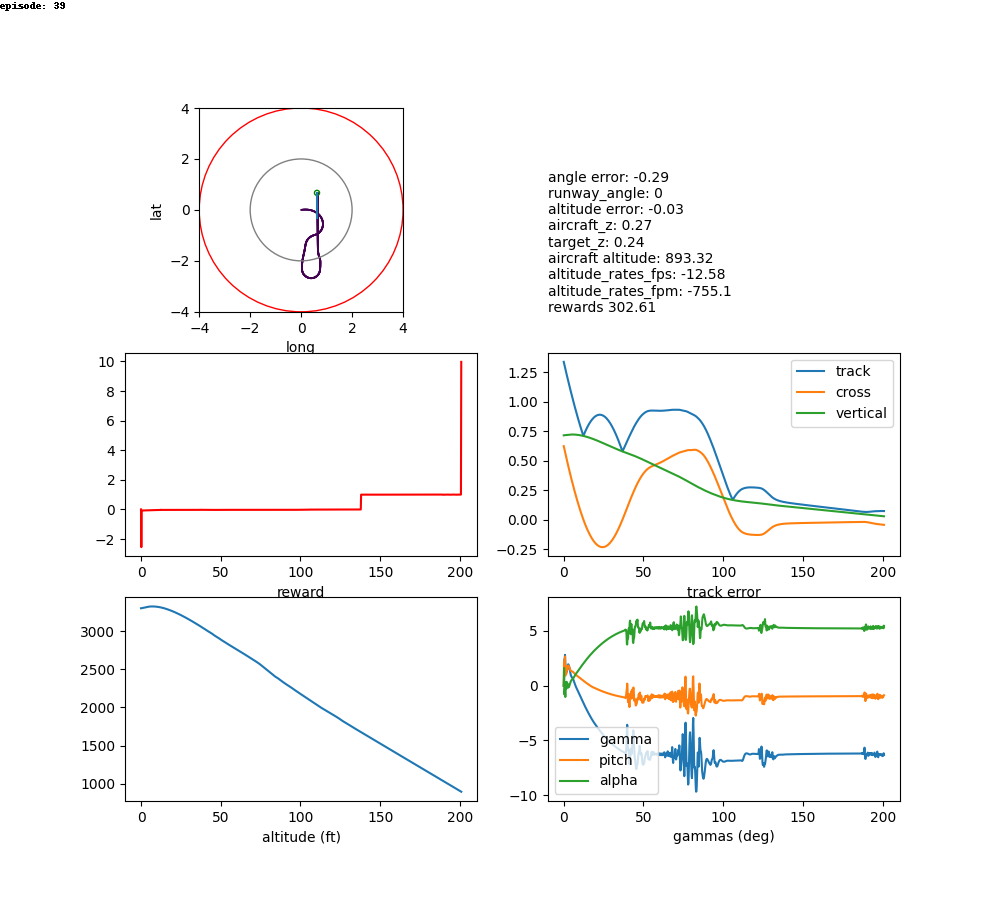 episode: 39
4
2
0
−2
−4
lat
−4 −2 0 2 4
long
angle error: -0.29
runway_angle: 0
altitude error: -0.03
aircraft_z: 0.27
target_z: 0.24
aircraft altitude: 893.32
altitude_rates_fps: -12.58
altitude_rates_fpm: -755.1
rewards 302.61
10
8
6
4
2
0
−2
0 50 100 150 200
reward
1.25
1.00
0.75
0.50
0.25
0.00
−0.25
track
cross
vertical
0 50 100 150 200
track error
3000
2500
2000
1500
1000
0 50 100 150 200
altitude (ft)
5
0
−5
−10
gamma
pitch
alpha
0 50 100 150 200
gammas (deg)